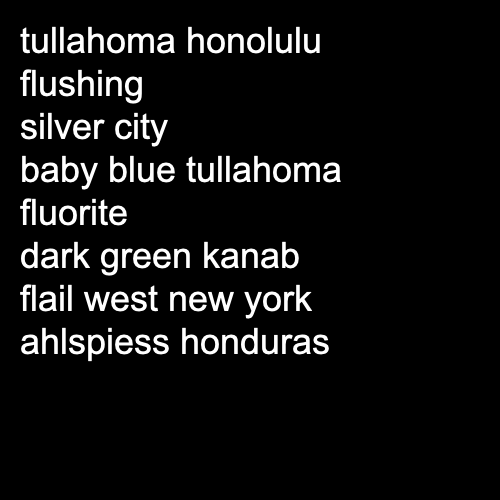 tullahoma honolulu
flushing
silver city
baby blue tullahoma
fluorite
dark green kanab
flail west new york
ahlspiess honduras